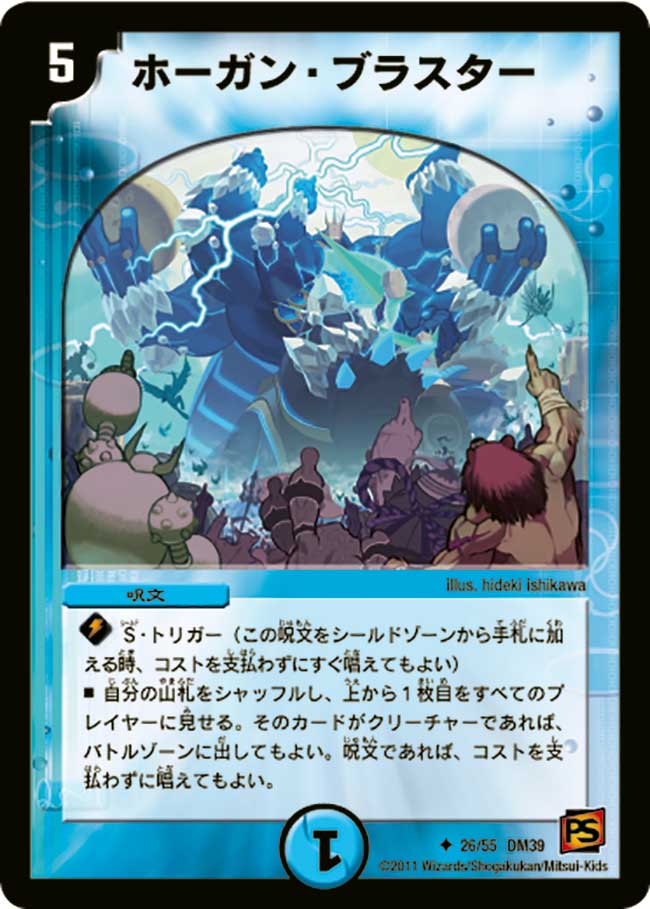 5
ホーガン・ブラスター
illus. hideki ishikawa
呪文
S・トリガー（この呪文をシールドゾーンから手札に加
える時、コストを支払わずにすぐ唱えてもよい）
■ 自分の山札をシャッフルし、上から1枚目をすべてのプ
レイヤーに見せる。そのカードがクリーチャーであれば、
バトルゾーンに出してもよい。呪文であれば、コストを支
払わずに唱えてもよい。
1
♦ 26/55 DM39
PS
©2011 Wizards/Shogakukan/Mitsui-Kids